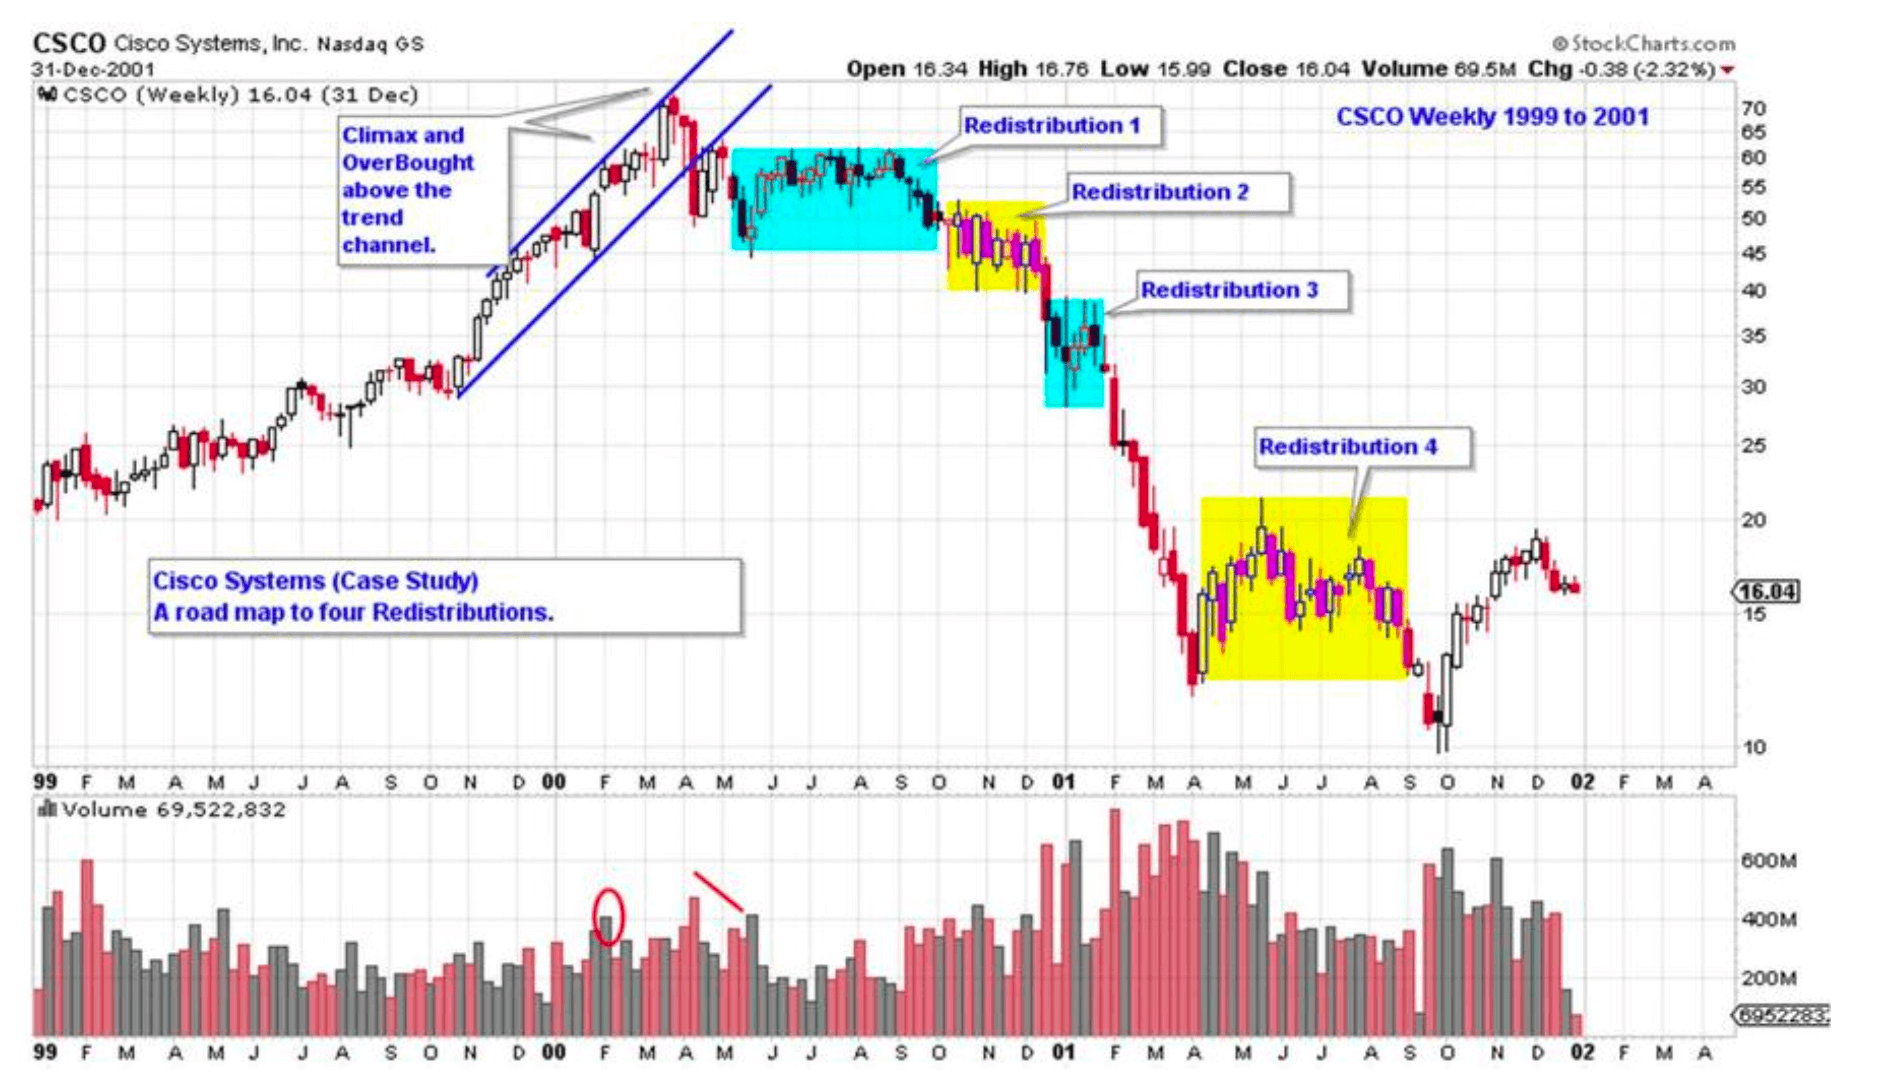 CSCO Cisco Systems, Inc. Nasdaq GS
© StockCharts.com
31-Dec-2001
Open 16.34 High 16.76 Low 15.99 Close 16.04 Volume 69.5M Chg -0.38 (-2.32%)
CSCO (Weekly) 16.04 (31 Dec)
CSCO Weekly 1999 to 2001
Climax and
OverBought
above the
trend
channel.
Redistribution 1
Redistribution 2
Redistribution 3
Redistribution 4
Cisco Systems (Case Study)
A road map to four Redistributions.
70
65
60
55
50
45
40
35
30
25
20
16.04
15
10
99 F M A M J J A S O N D 00 F M A M J J A S O N D 01 F M A M J J A S O N D 02 F M A
Volume 69,522,832
600M
400M
200M
69522832
99 F M A M J J A S O N D 00 F M A M J J A S O N D 01 F M A M J J A S O N D 02 F M A